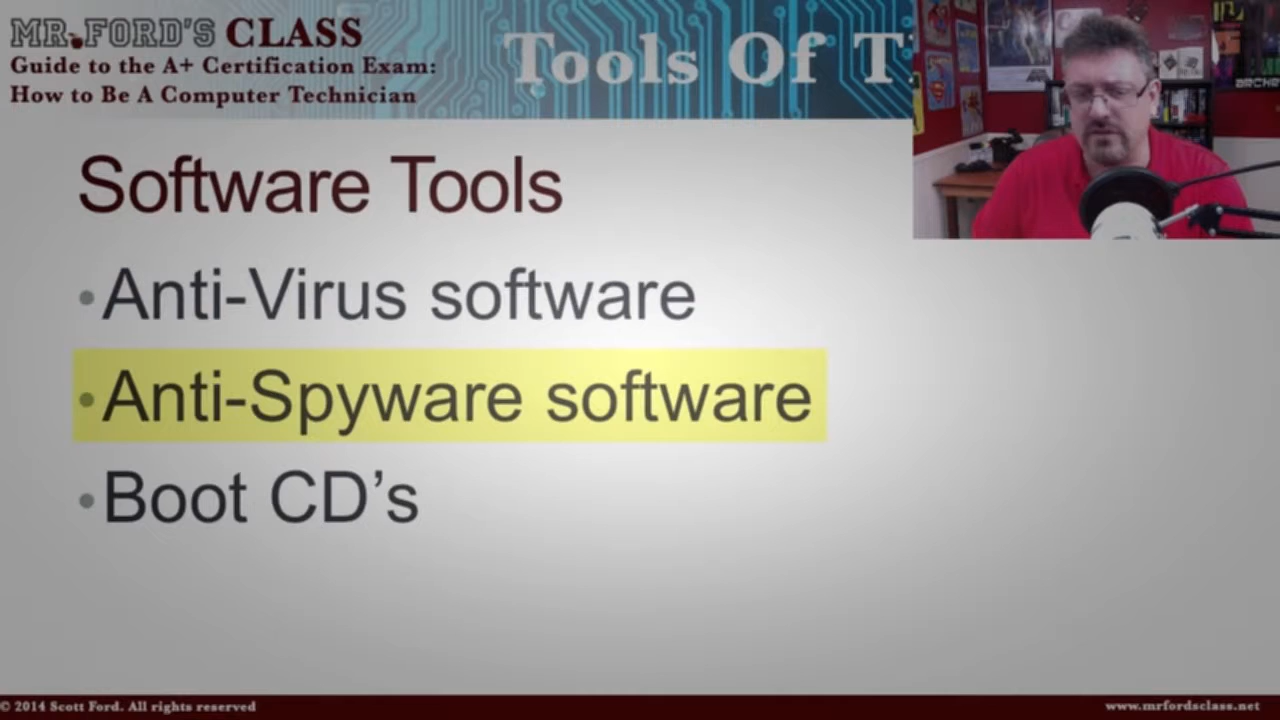 MR. FORD'S CLASS
Guide to the A+ Certification Exam:
How to Be A Computer Technician
Tools Of T
Software Tools
•Anti-Virus software
•Anti-Spyware software
•Boot CD’s
© 2014 Scott Ford. All rights reserved
www.mrfordsclass.net